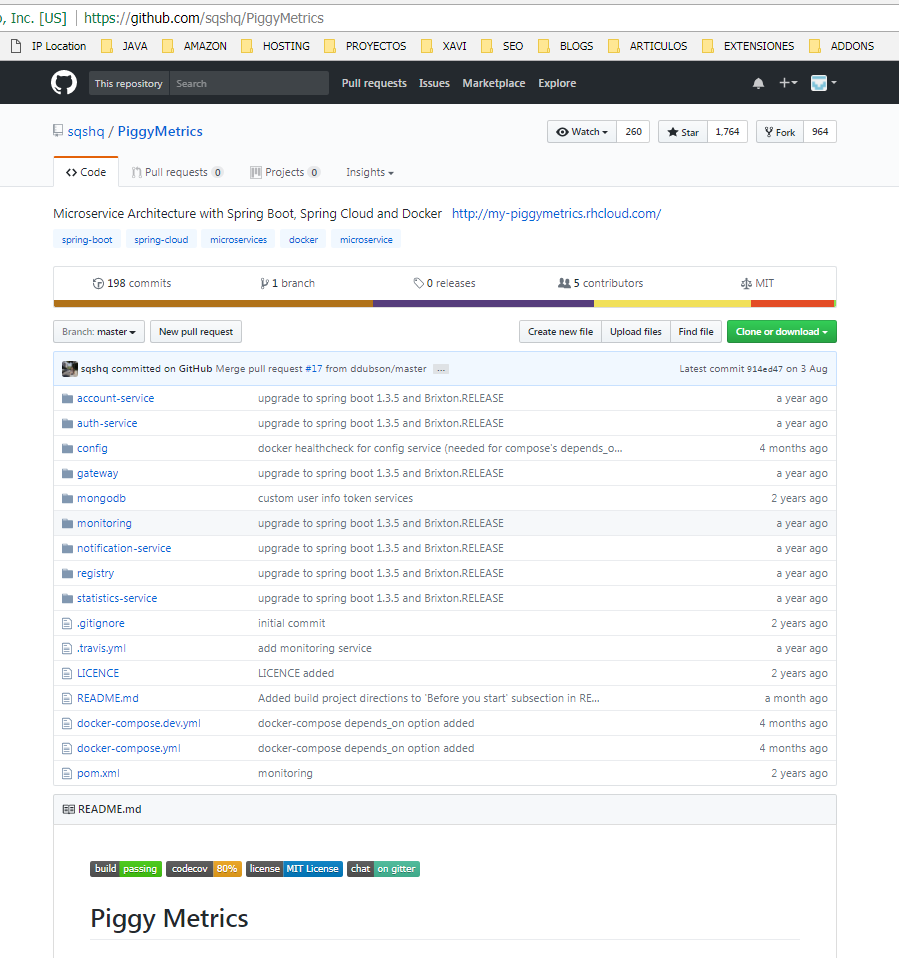 , Inc. [US] | https://github.com/sqshq/PiggyMetrics
IP Location JAVA AMAZON HOSTING PROYECTOS XAVI SEO BLOGS ARTICULOS EXTENSIONES ADDONS
This repository Search Pull requests Issues Marketplace Explore
sqshq / PiggyMetrics Watch 260 Star 1,764 Fork 964
Code Pull requests 0 Projects 0 Insights
Microservice Architecture with Spring Boot, Spring Cloud and Docker http://my-piggymetrics.rhcloud.com/
spring-boot spring-cloud microservices docker microservice
198 commits 1 branch 0 releases 5 contributors MIT
Branch: master New pull request Create new file Upload files Find file Clone or download
sqshq committed on GitHub Merge pull request #17 from ddubson/master ... Latest commit 914ed47 on 3 Aug
account-service upgrade to spring boot 1.3.5 and Brixton.RELEASE a year ago
auth-service upgrade to spring boot 1.3.5 and Brixton.RELEASE a year ago
config docker healthcheck for config service (needed for compose's depends_o... 4 months ago
gateway upgrade to spring boot 1.3.5 and Brixton.RELEASE a year ago
mongodb custom user info token services 2 years ago
monitoring upgrade to spring boot 1.3.5 and Brixton.RELEASE a year ago
notification-service upgrade to spring boot 1.3.5 and Brixton.RELEASE a year ago
registry upgrade to spring boot 1.3.5 and Brixton.RELEASE a year ago
statistics-service upgrade to spring boot 1.3.5 and Brixton.RELEASE a year ago
.gitignore initial commit 2 years ago
.travis.yml add monitoring service a year ago
LICENCE LICENCE added 2 years ago
README.md Added build project directions to 'Before you start' subsection in RE... a month ago
docker-compose.dev.yml docker-compose depends_on option added 4 months ago
docker-compose.yml docker-compose depends_on option added 4 months ago
pom.xml monitoring 2 years ago
README.md
build passing codecov 80% license MIT License chat on gitter
Piggy Metrics